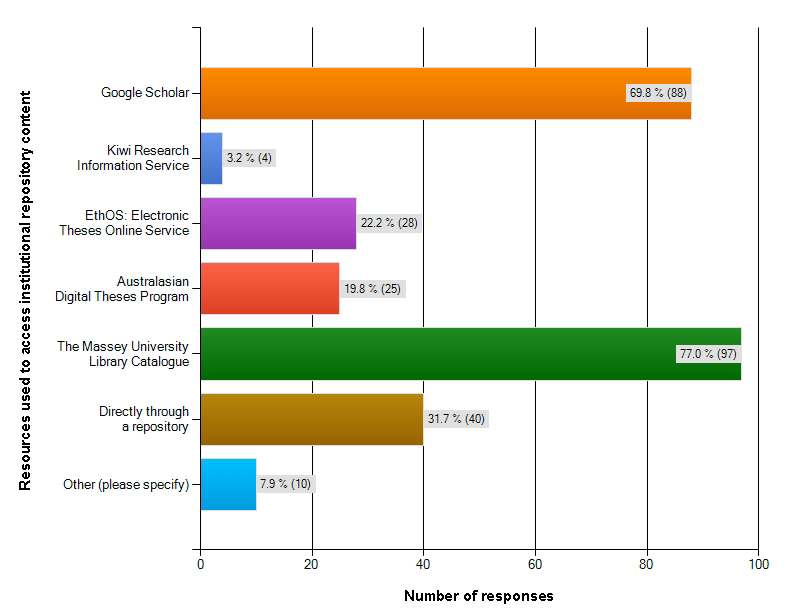 Resources used to access institutional repository content
Google Scholar
69.8 % (88)
Kiwi Research
Information Service
3.2 % (4)
EthOS: Electronic
Theses Online Service
22.2 % (28)
Australasian
Digital Theses Program
19.8 % (25)
The Massey University
Library Catalogue
77.0 % (97)
Directly through
a repository
31.7 % (40)
Other (please specify)
7.9 % (10)
0 20 40 60 80 100
Number of responses